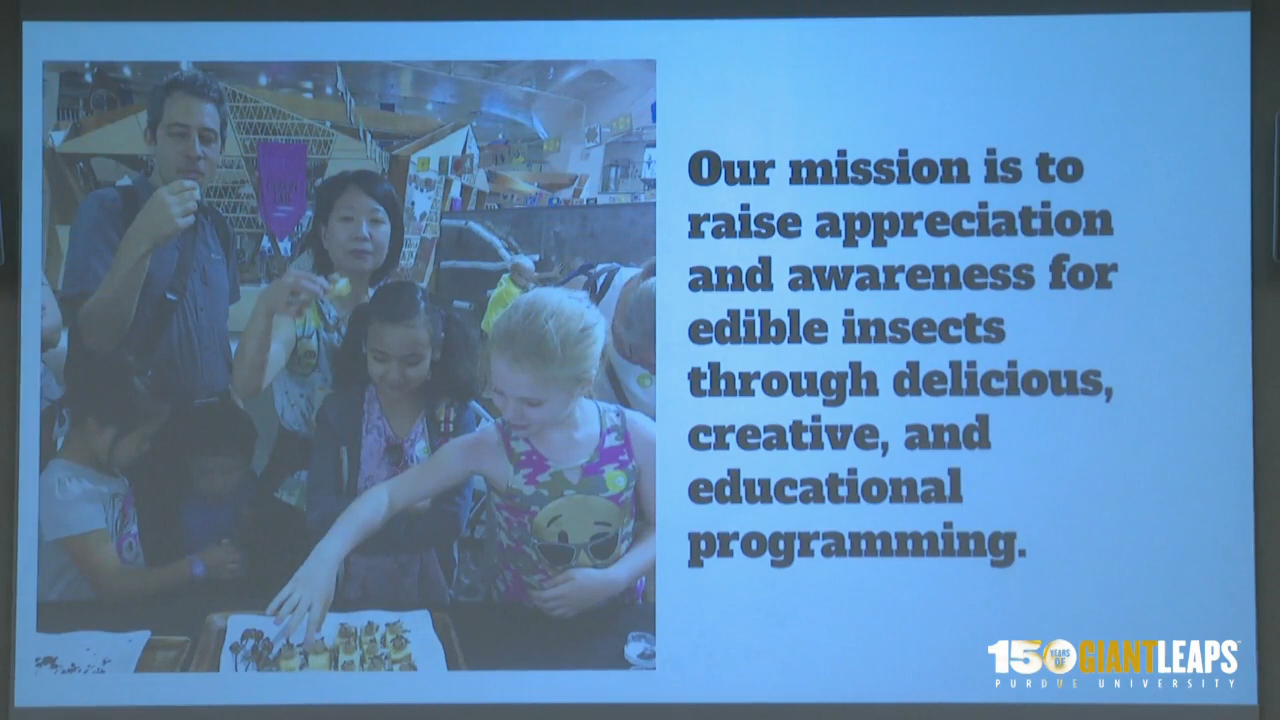 Our mission is to
raise appreciation
and awareness for
edible insects
through delicious,
creative, and
educational
programming.
150 YEARS OF GIANT LEAPS
PURDUE UNIVERSITY